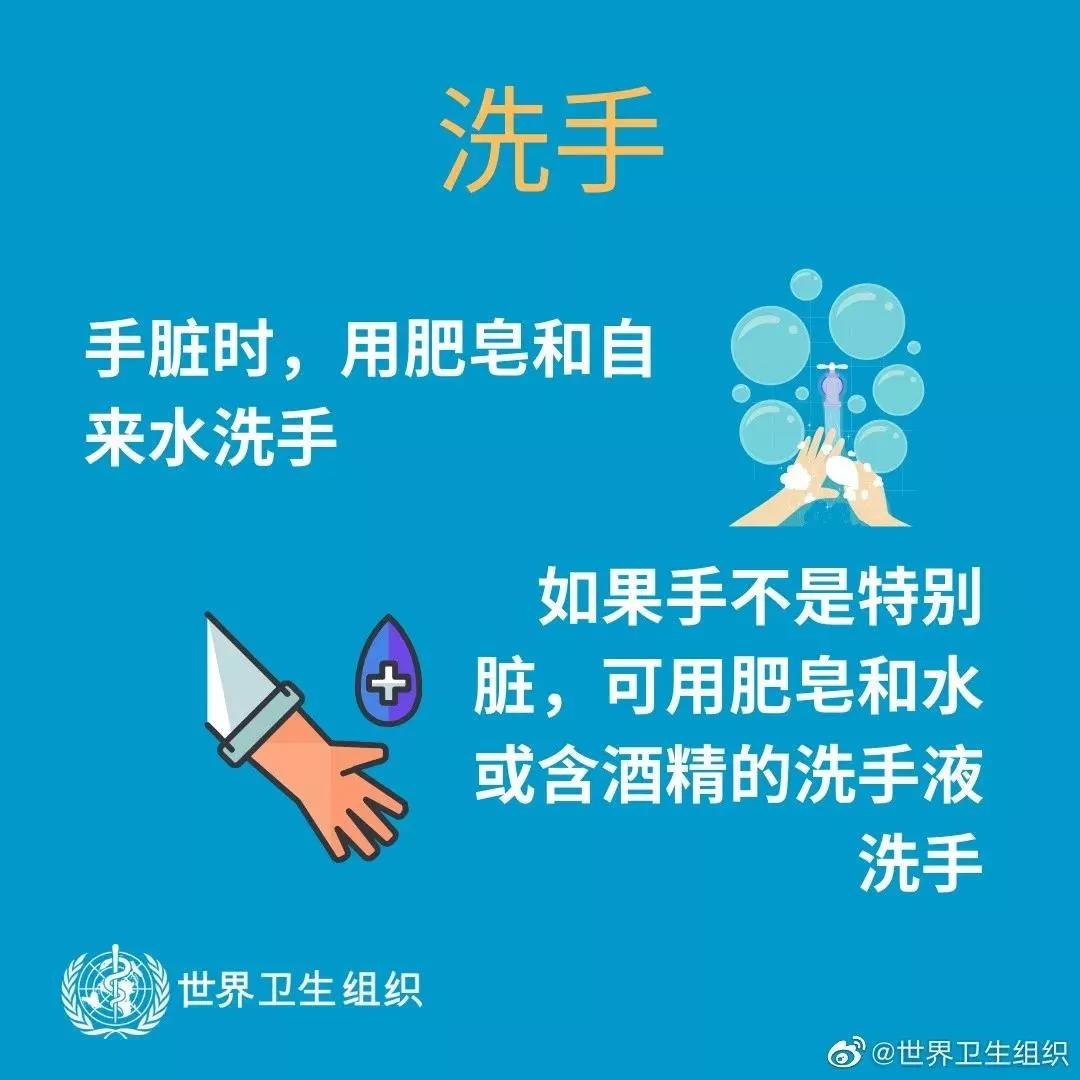 洗手
手脏时，用肥皂和自
来水洗手
如果手不是特别
脏，可用肥皂和水
或含酒精的洗手液
洗手
世界卫生组织
@世界卫生组织